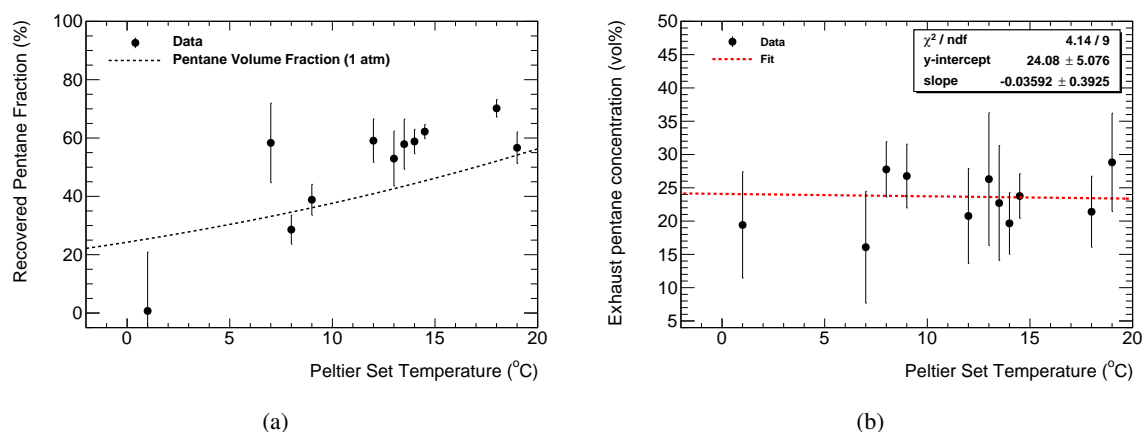 Recovered Pentane Fraction (%)
100
80
60
40
20
0
Data
Pentane Volume Fraction (1 atm)
0 5 10 15 20
Peltier Set Temperature (°C)
(a)
Exhaust pentane concentration (vol%)
50
45
40
35
30
25
20
15
10
5
Data
Fit
χ² / ndf 4.14 / 9
y-intercept 24.08 ± 5.076
slope -0.03592 ± 0.3925
0 5 10 15 20
Peltier Set Temperature (°C)
(b)